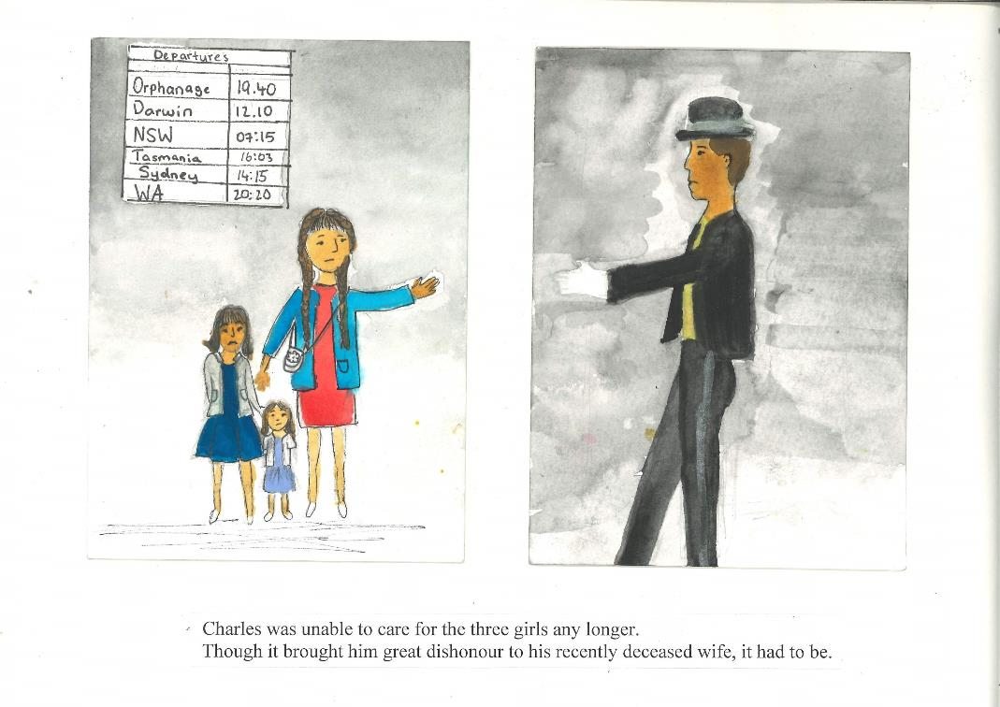 Departures
Orphanage 19.40
Darwin 12.10
NSW 07:15
Tasmania 16:03
Sydney 14:15
WA 20:20
Charles was unable to care for the three girls any longer.
Though it brought him great dishonour to his recently deceased wife, it had to be.